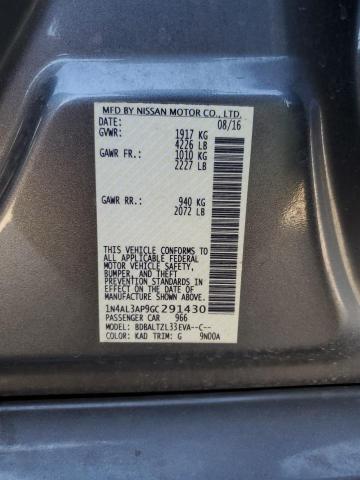 MFD BY NISSAN MOTOR CO., LTD.
DATE: 08/16
GVWR: 1917 KG
4226 LB
GAWR FR.: 1010 KG
2227 LB
GAWR RR.: 940 KG
2072 LB
THIS VEHICLE CONFORMS TO
ALL APPLICABLE FEDERAL
MOTOR VEHICLE SAFETY,
BUMPER, AND THEFT
PREVENTION STANDARDS IN
EFFECT ON THE DATE OF
MANUFACTURE SHOWN ABOVE.
1N4AL3AP9GC291430
PASSENGER CAR 966
MODEL: BDBALTZL33EVA--C--
COLOR: KAD TRIM: G 9N00A